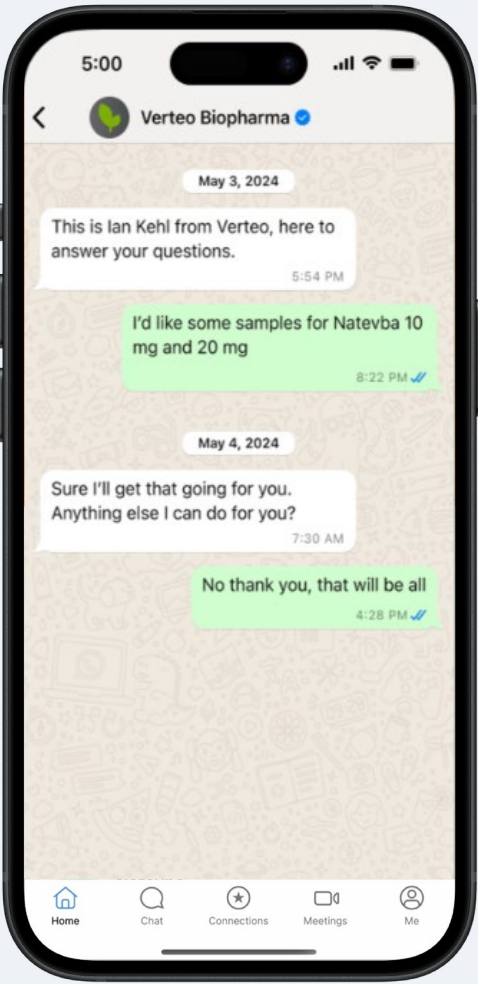 5:00
Verteo Biopharma
May 3, 2024
This is Ian Kehl from Verteo, here to
answer your questions.
5:54 PM
I'd like some samples for Natevba 10
mg and 20 mg
8:22 PM
May 4, 2024
Sure I'll get that going for you.
Anything else I can do for you?
7:30 AM
No thank you, that will be all
4:28 PM
Home
Chat
Connections
Meetings
Me